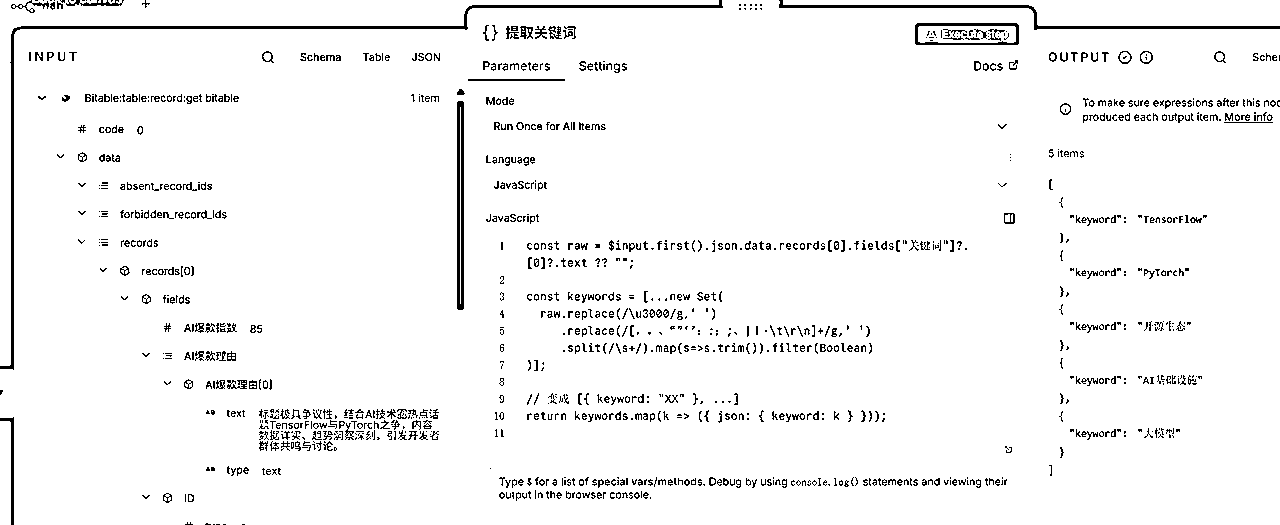 {} 提取关键词
Execute step
INPUT
Schema
Table
JSON
Parameters
Settings
Docs
OUTPUT
Bitable:table:record:get bitable
1 item
# code 0
data
absent_record_ids
forbidden_record_ids
records
records[0]
fields
# AI爆款指数 85
AI爆款理由
AI爆款理由[0]
text 标题极具争议性，结合AI技术圈热点话
题TensorFlow与PyTorch之争，内容
数据详实、趋势洞察深刻，引发开发者
群体共鸣与讨论。
type text
ID
Mode
Run Once for All Items
Language
JavaScript
JavaScript
1 const raw = $input.first().json.data.records[0].fields["关键词"]?.
[0]?.text ?? "";
2
3 const keywords = [...new Set(
4 raw.replace(/\u3000/g,' ')
5
6 .split(/\s+/).map(s=>s.trim()).filter(Boolean)
7 )];
8
9 // 变成 [{ keyword: "XX" }, ...]
10 return keywords.map(k => ({ json: { keyword: k } }));
11
Type $ for a list of special vars/methods. Debug by using console.log() statements and viewing their
output in the browser console.
To make sure expressions after this
produced each output item. More info
5 items
[
{
"keyword": "TensorFlow"
},
{
"keyword": "PyTorch"
},
{
"keyword": "开源生态"
},
{
"keyword": "AI基础设施"
},
{
"keyword": "大模型"
}
]